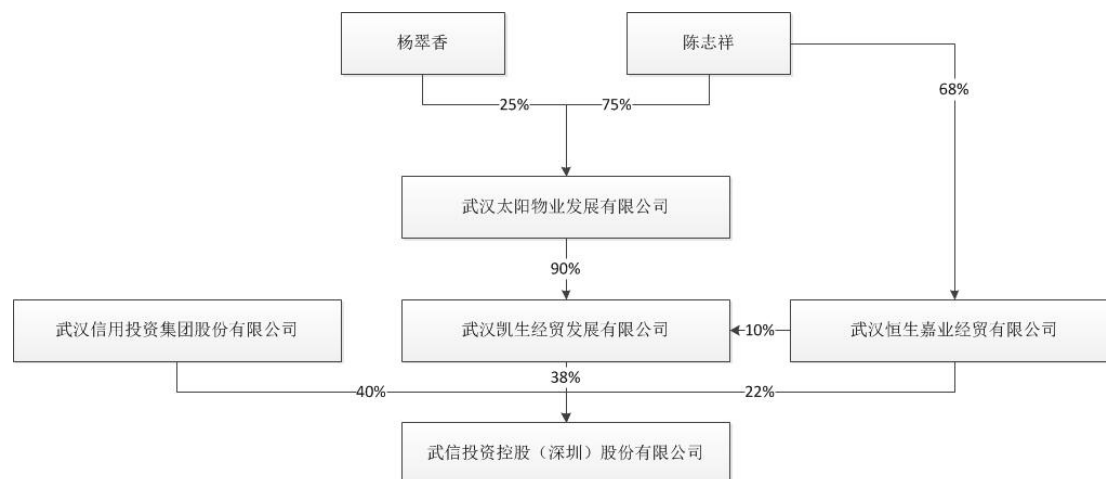 杨翠香
陈志祥
25%
75%
68%
武汉太阳物业发展有限公司
90%
武汉信用投资集团股份有限公司
武汉凯生经贸发展有限公司
10%
武汉恒生嘉业经贸有限公司
38%
40%
22%
武信投资控股（深圳）股份有限公司